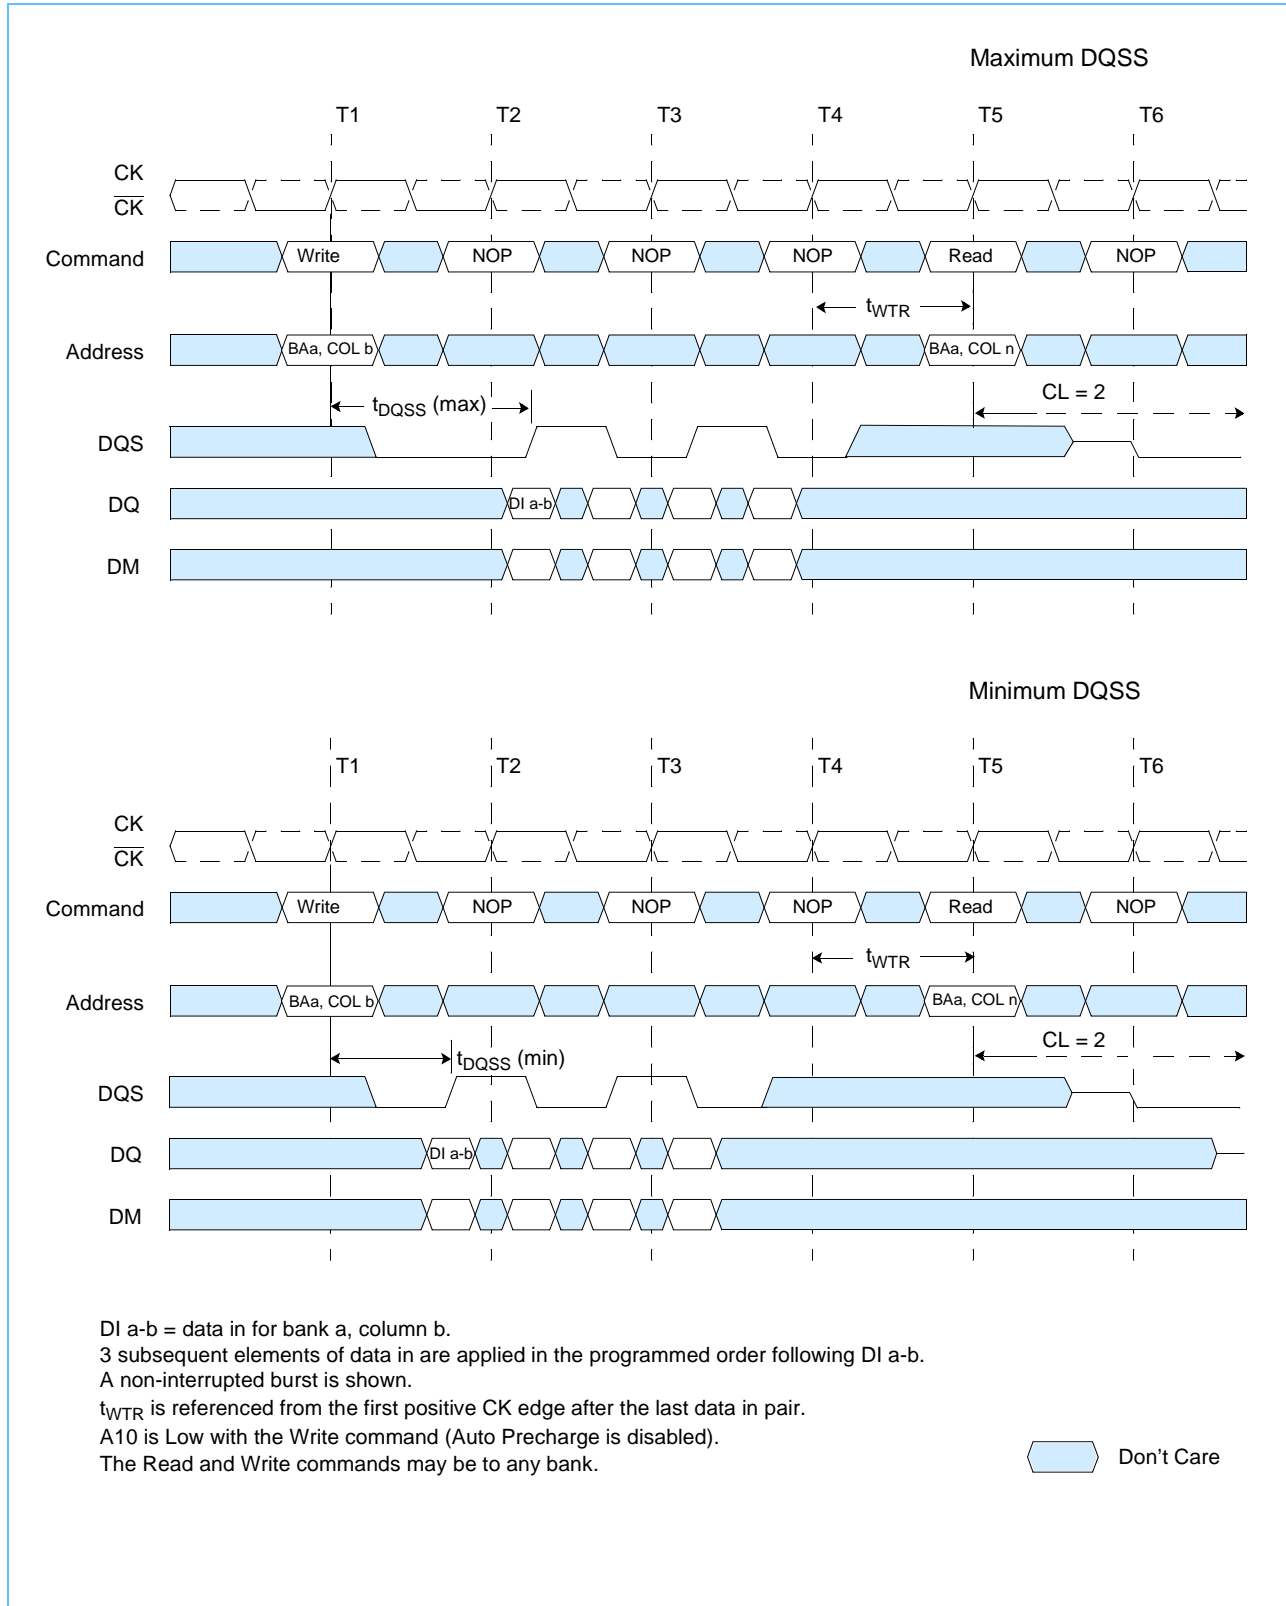 Maximum DQSS
T1 T2 T3 T4 T5 T6
CK
CK
Command Write NOP NOP NOP Read NOP
tWTR
Address BAa, COL b BAa, COL n
tDQSS (max) CL = 2
DQS
DQ DI a-b
DM
Minimum DQSS
T1 T2 T3 T4 T5 T6
CK
CK
Command Write NOP NOP NOP Read NOP
tWTR
Address BAa, COL b BAa, COL n
tDQSS (min) CL = 2
DQS
DQ DI a-b
DM
DI a-b = data in for bank a, column b.
3 subsequent elements of data in are applied in the programmed order following DI a-b.
A non-interrupted burst is shown.
tWTR is referenced from the first positive CK edge after the last data in pair.
A10 is Low with the Write command (Auto Precharge is disabled).
The Read and Write commands may be to any bank.
Don't Care